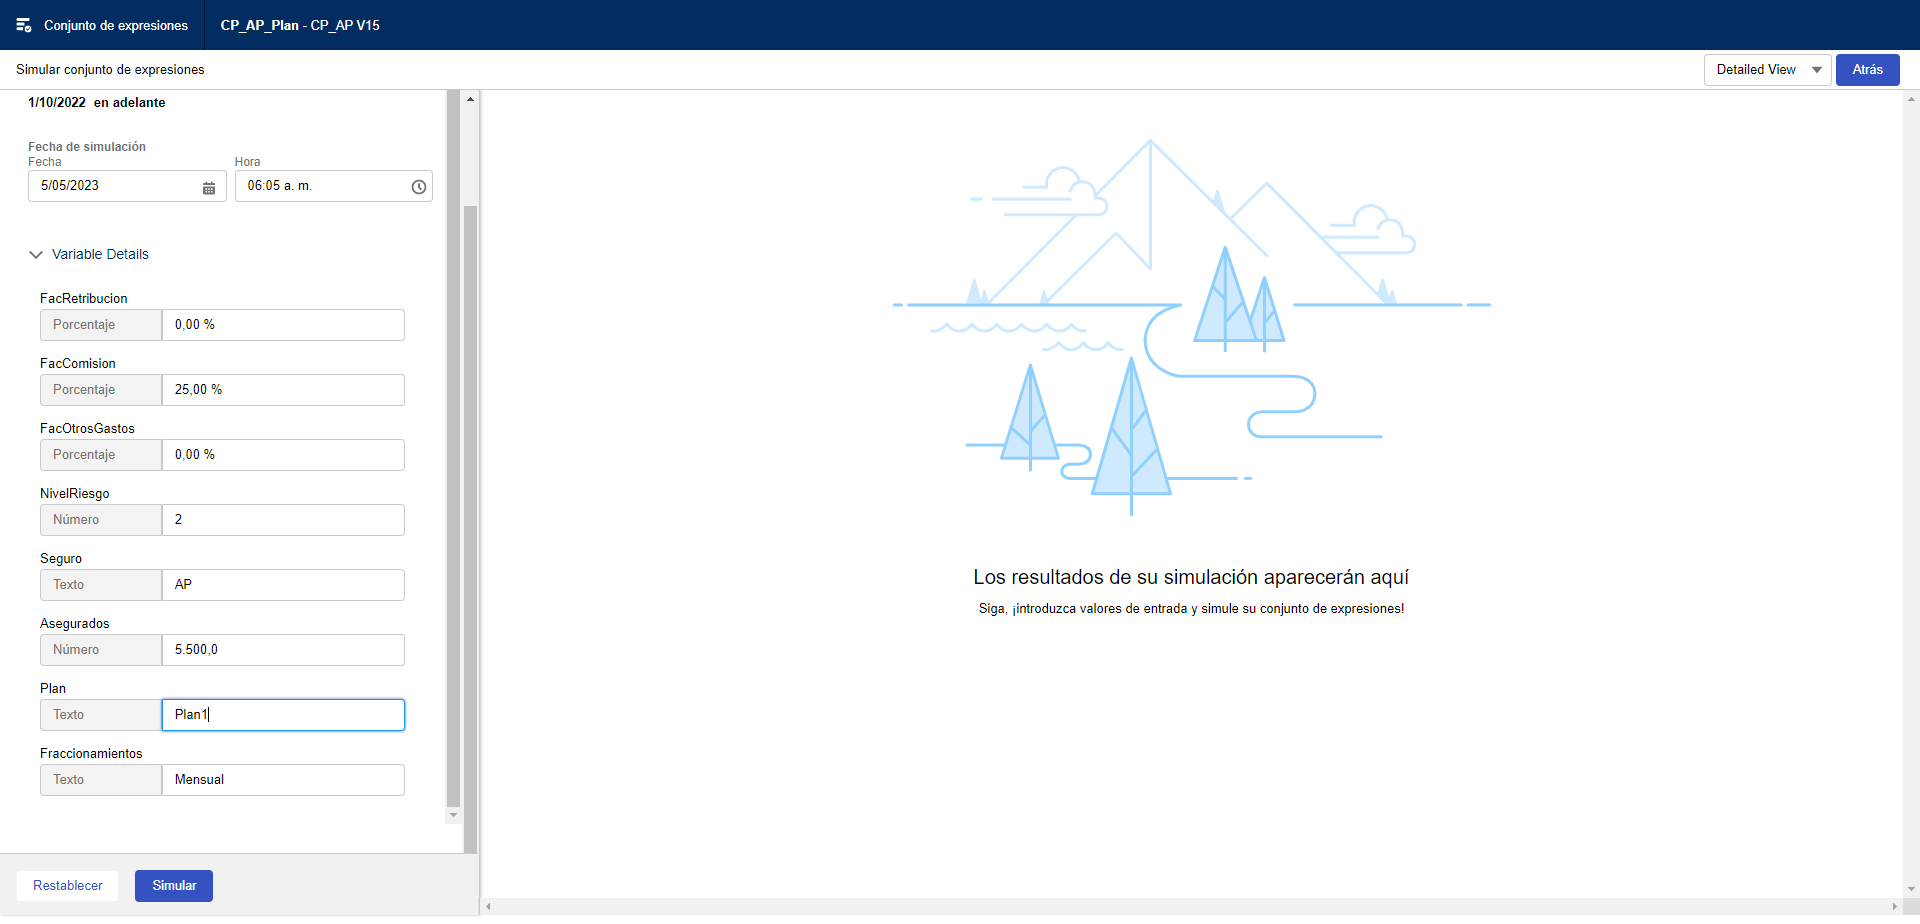 Conjunto de expresiones
CP_AP_Plan - CP_AP V15
Simular conjunto de expresiones
Detailed View
Atrás
1/10/2022 en adelante
Fecha de simulación
Fecha
Hora
5/05/2023
06:05 a. m.
Variable Details
FacRetribucion
Porcentaje
0,00 %
FacComision
Porcentaje
25,00 %
FacOtrosGastos
Porcentaje
0,00 %
NivelRiesgo
Número
2
Seguro
Texto
AP
Asegurados
Número
5.500,0
Plan
Texto
Plan1
Fraccionamientos
Texto
Mensual
Restablecer
Simular
Los resultados de su simulación aparecerán aquí
Siga, ¡introduzca valores de entrada y simule su conjunto de expresiones!